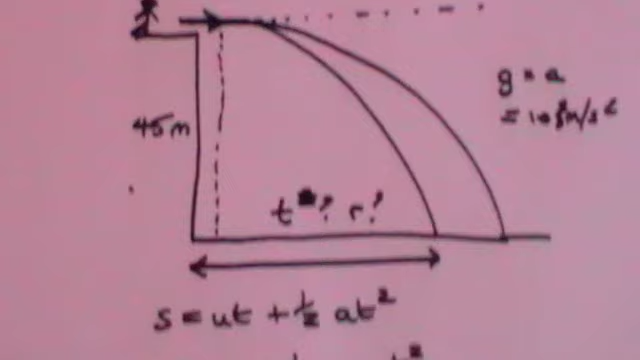 g = a
45m
= 10 m/s²
t ? r?
s = ut + ½ at²